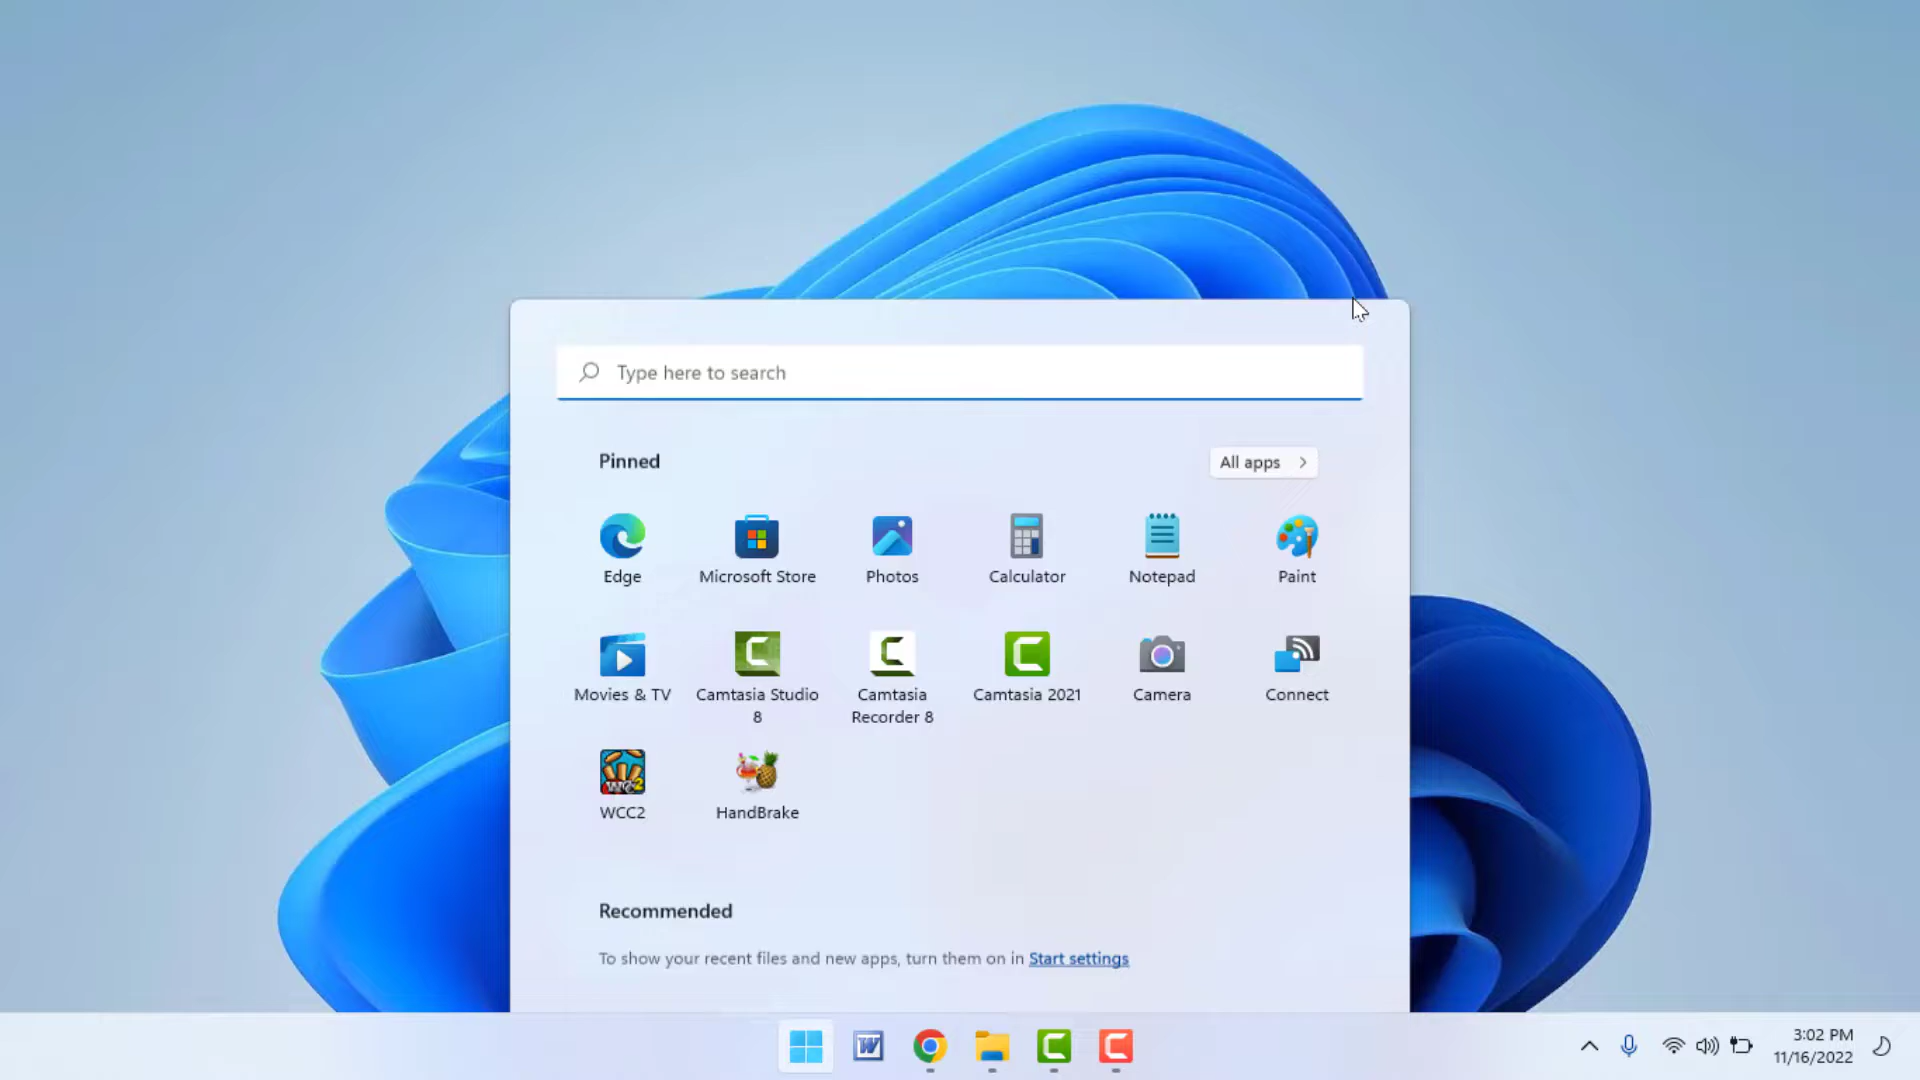 Type here to search
Pinned
All apps
Edge
Microsoft Store
Photos
Calculator
Notepad
Paint
Movies & TV
Camtasia Studio
8
Camtasia
Recorder 8
Camtasia 2021
Camera
Connect
WCC2
HandBrake
Recommended
To show your recent files and new apps, turn them on in Start settings
3:02 PM
11/16/2022